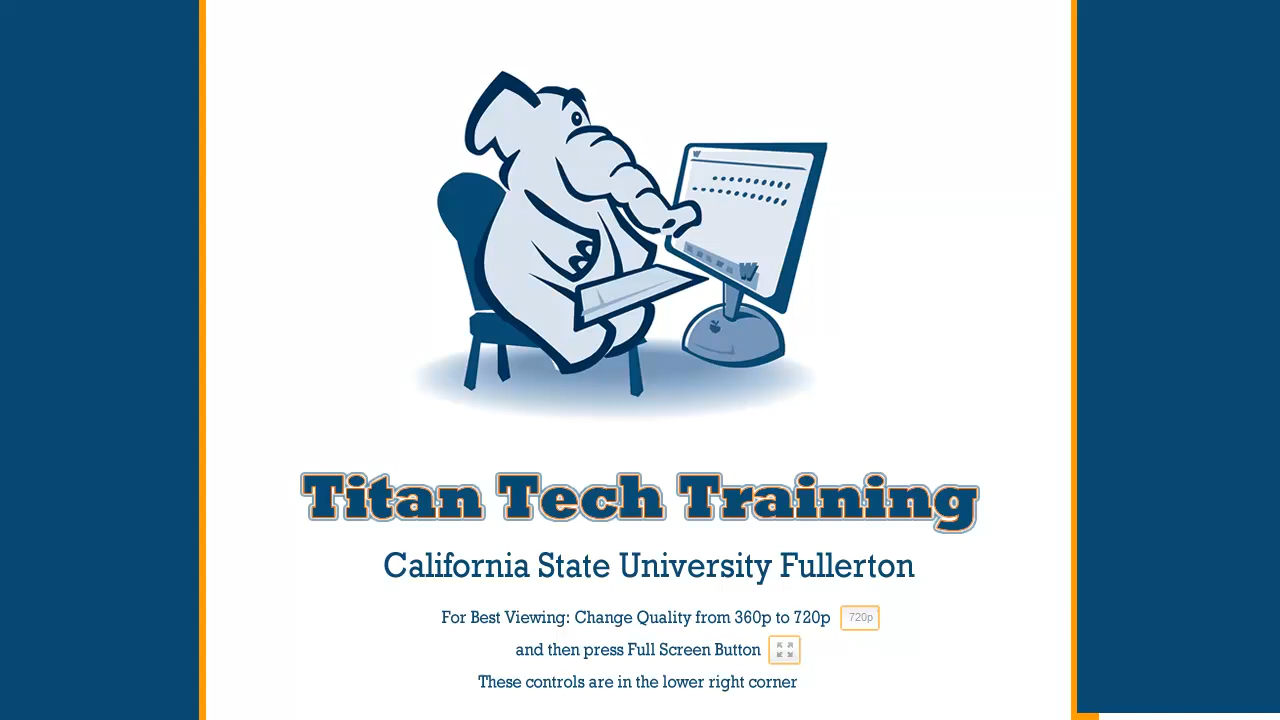 W
W
Titan Tech Training
California State University Fullerton
For Best Viewing: Change Quality from 360p to 720p 720p
and then press Full Screen Button
These controls are in the lower right corner